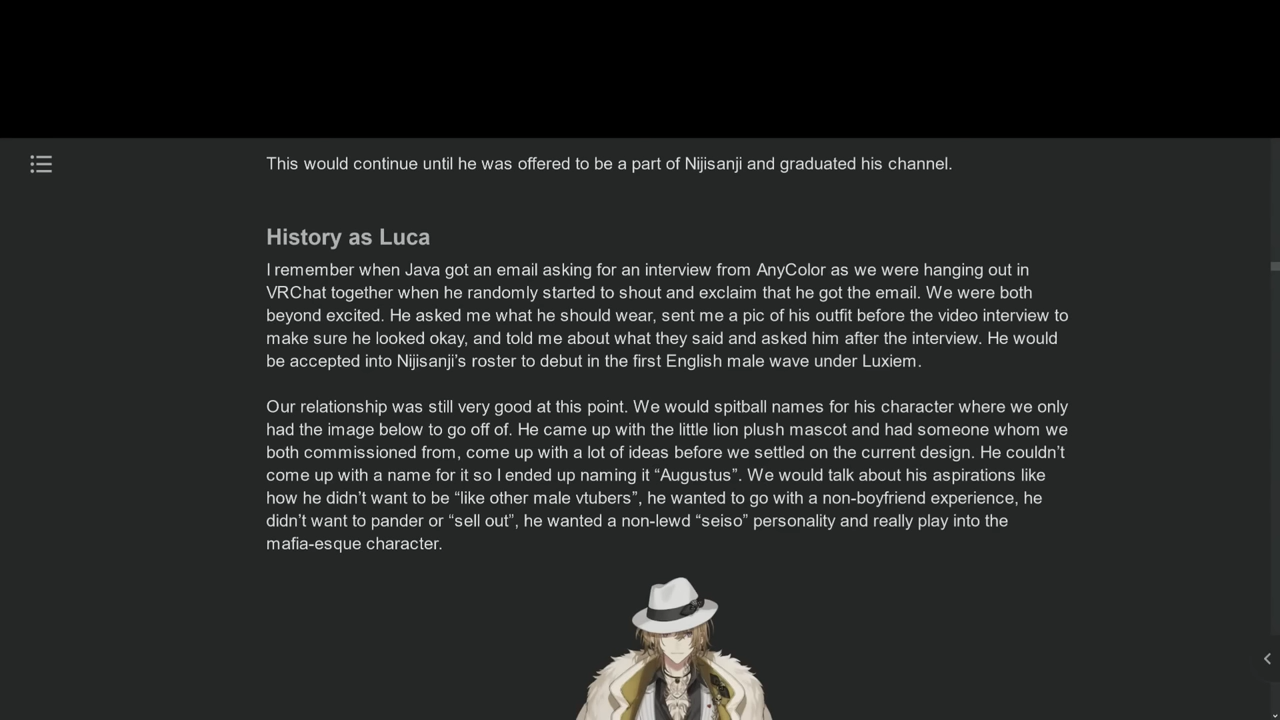 This would continue until he was offered to be a part of Nijisanji and graduated his channel.
History as Luca
I remember when Java got an email asking for an interview from AnyColor as we were hanging out in
VRChat together when he randomly started to shout and exclaim that he got the email. We were both
beyond excited. He asked me what he should wear, sent me a pic of his outfit before the video interview to
make sure he looked okay, and told me about what they said and asked him after the interview. He would
be accepted into Nijisanji’s roster to debut in the first English male wave under Luxiem.
Our relationship was still very good at this point. We would spitball names for his character where we only
had the image below to go off of. He came up with the little lion plush mascot and had someone whom we
both commissioned from, come up with a lot of ideas before we settled on the current design. He couldn’t
come up with a name for it so I ended up naming it “Augustus”. We would talk about his aspirations like
how he didn’t want to be “like other male vtubers”, he wanted to go with a non-boyfriend experience, he
didn’t want to pander or “sell out”, he wanted a non-lewd “seiso” personality and really play into the
mafia-esque character.